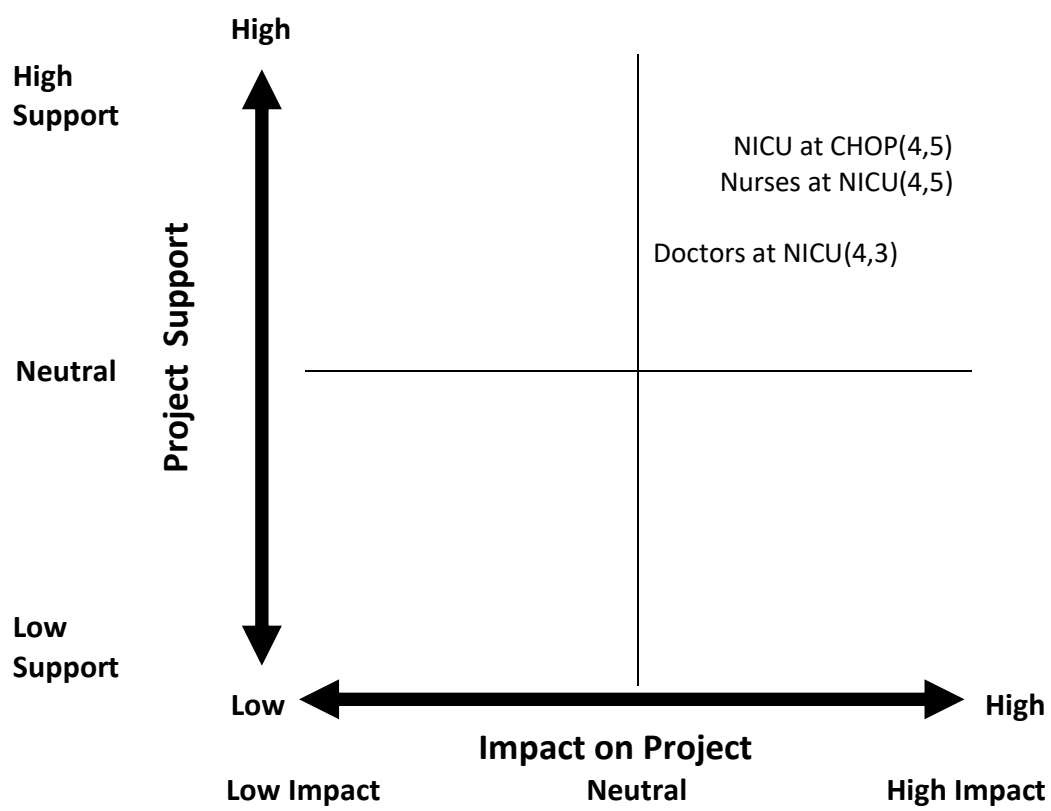 High
High
Support
NICU at CHOP(4,5)
Nurses at NICU(4,5)
Doctors at NICU(4,3)
Project Support
Neutral
Low
Support
Low
High
Impact on Project
Low Impact
Neutral
High Impact